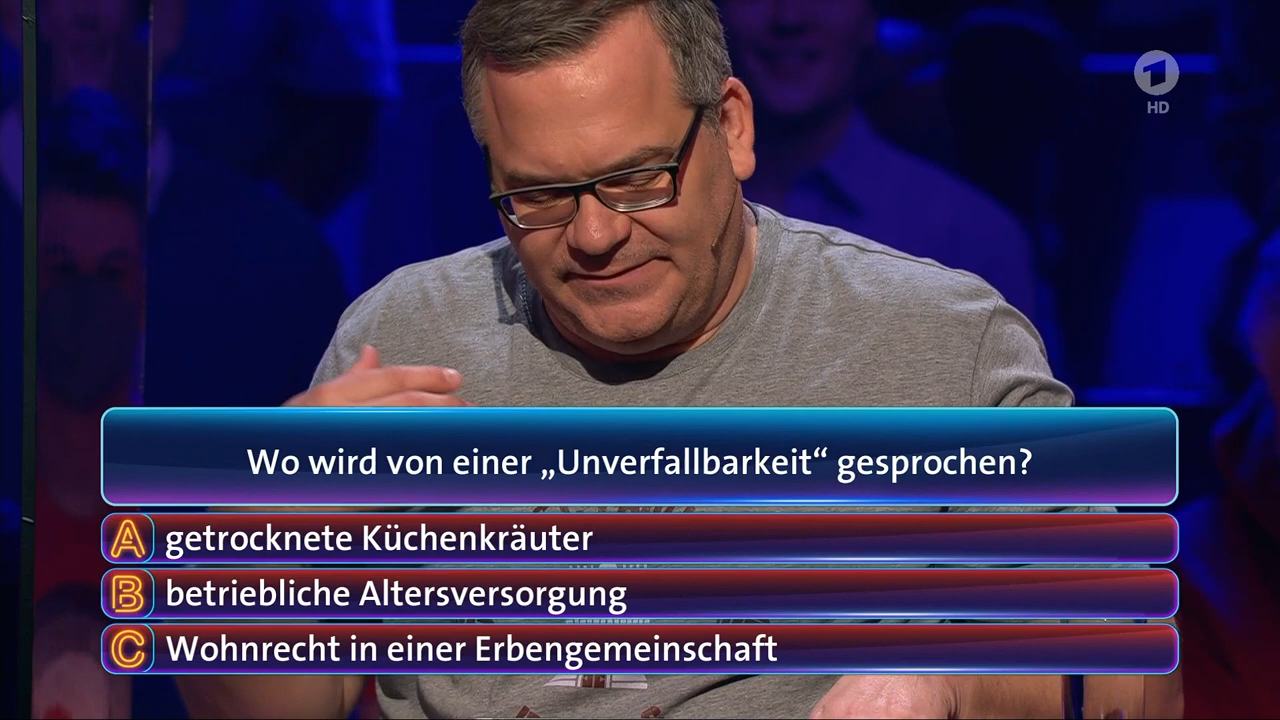 1
HD
Wo wird von einer „Unverfallbarkeit“ gesprochen?
A getrocknete Küchenkräuter
B betriebliche Altersversorgung
C Wohnrecht in einer Erbengemeinschaft